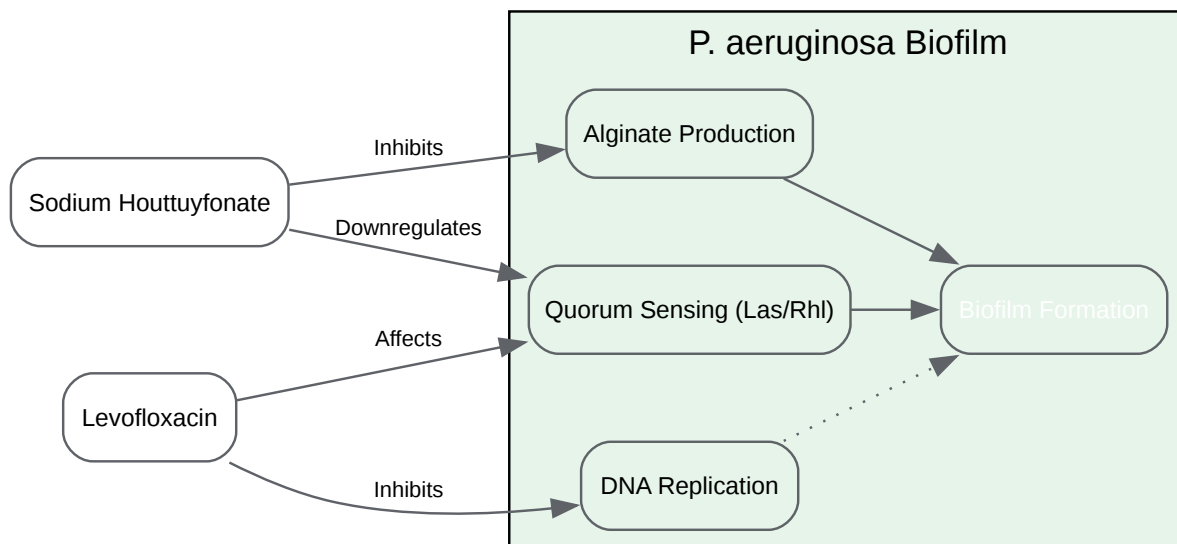 P. aeruginosa Biofilm
Alginate Production
Inhibits
Sodium Houttuyfonate
Downregulates
Quorum Sensing (Las/Rhl)
Biofilm Formation
Affects
Levofloxacin
Inhibits
DNA Replication